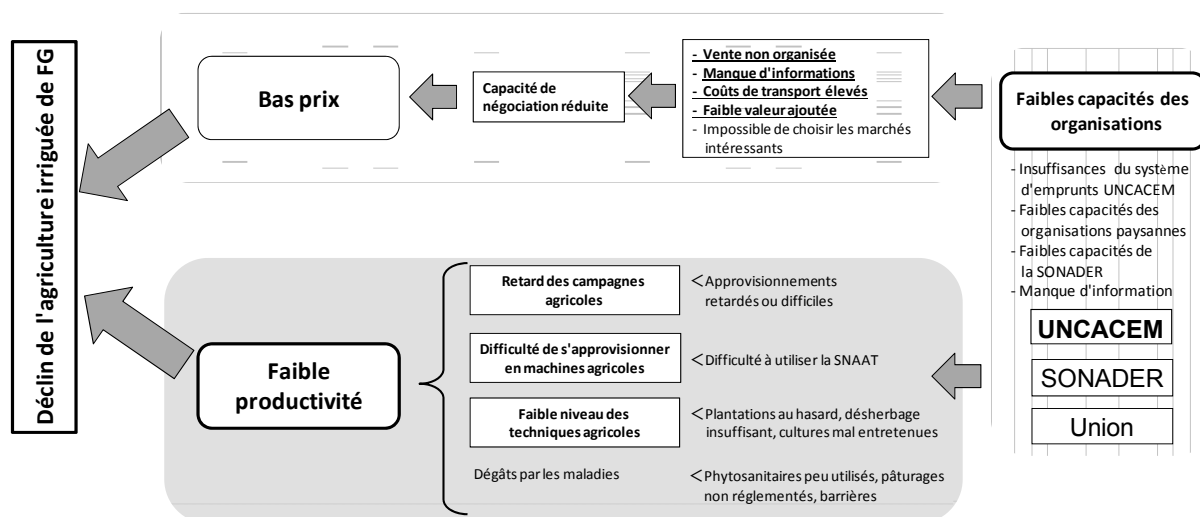 Déclin de l'agriculture irriguée de FG
Bas prix
Capacité de
négociation réduite
- Vente non organisée
- Manque d'informations
- Coûts de transport élevés
- Faible valeur ajoutée
- Impossible de choisir les marchés
intéressants
Faibles capacités des
organisations
- Insuffisances du système
d'emprunts UNCACEM
- Faibles capacités des
organisations paysannes
- Faibles capacités de
la SONADER
- Manque d'information
UNCACEM
SONADER
Union
Faible
productivité
Retard des campagnes
agricoles
<Approvisionnements
retardés ou difficiles
Difficulté de s'approvisionner
en machines agricoles
<Difficulté à utiliser la SNAAT
Faible niveau des
techniques agricoles
<Plantations au hasard, désherbage
insuffisant, cultures mal entretenues
Dégâts par les maladies
<Phytosanitaires peu utilisés, pâturages
non réglementés, barrières